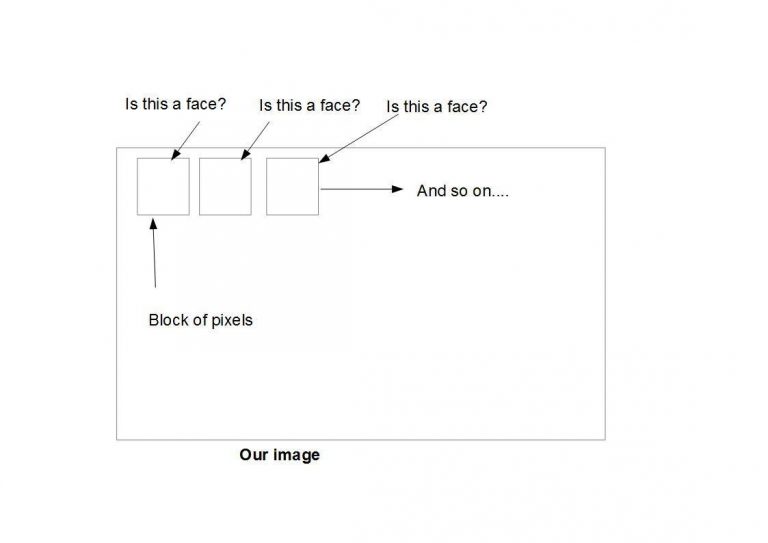 Is this a face?
Is this a face?
Is this a face?
And so on....
Block of pixels
Our image